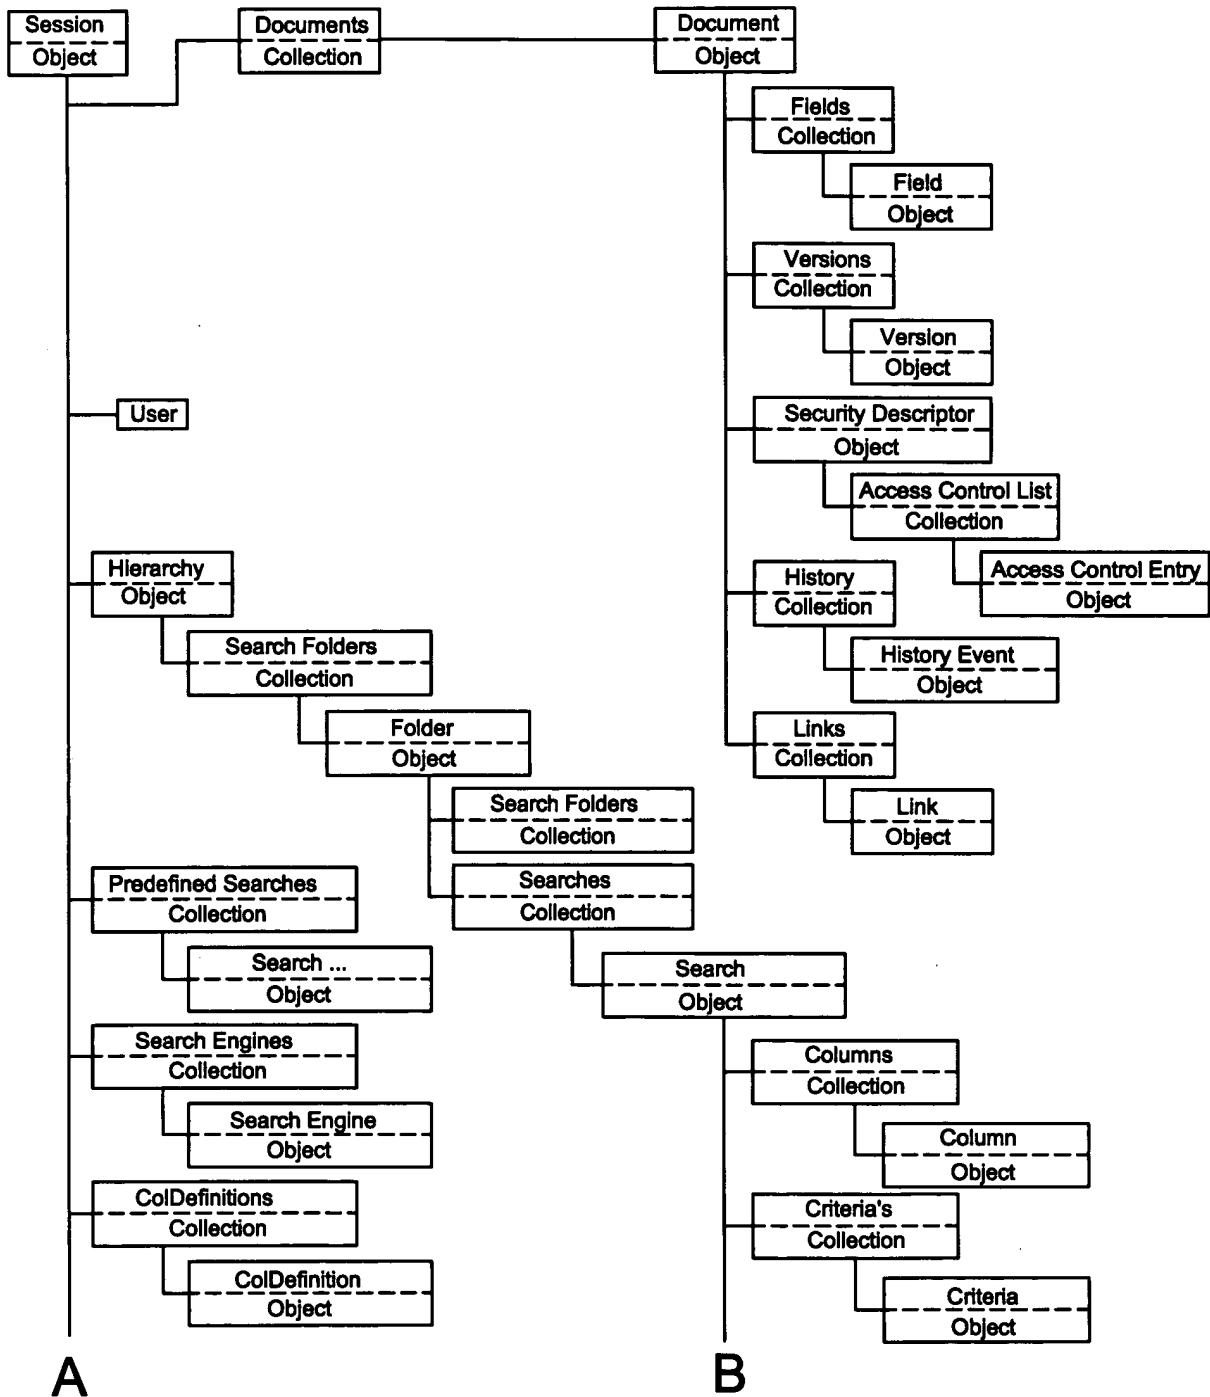 Session
Object
Documents
Collection
Document
Object
Fields
Collection
Field
Object
Versions
Collection
Version
Object
User
Security Descriptor
Object
Access Control List
Collection
Access Control Entry
Object
Hierarchy
Object
History
Collection
Search Folders
Collection
History Event
Object
Folder
Object
Links
Collection
Search Folders
Collection
Link
Object
Predefined Searches
Collection
Searches
Collection
Search ...
Object
Search
Object
Search Engines
Collection
Columns
Collection
Search Engine
Object
Column
Object
ColDefinitions
Collection
Criteria's
Collection
ColDefinition
Object
Criteria
Object
A
B